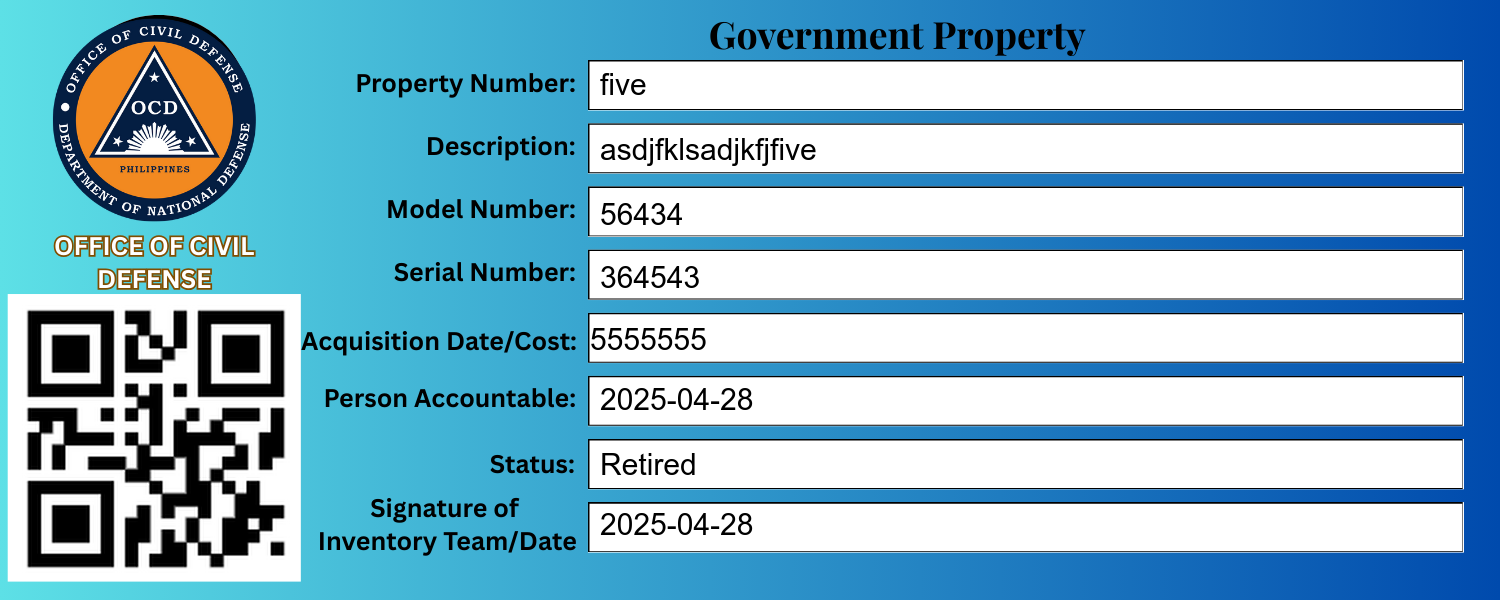 OFFICE OF CIVIL DEFENSE
DEPARTMENT OF NATIONAL DEFENSE
OCD
PHILIPPINES
OFFICE OF CIVIL
DEFENSE
Government Property
Property Number: five
Description: asdjfklsadjkfjfive
Model Number: 56434
Serial Number: 364543
Acquisition Date/Cost: 5555555
Person Accountable: 2025-04-28
Status: Retired
Signature of
Inventory Team/Date 2025-04-28